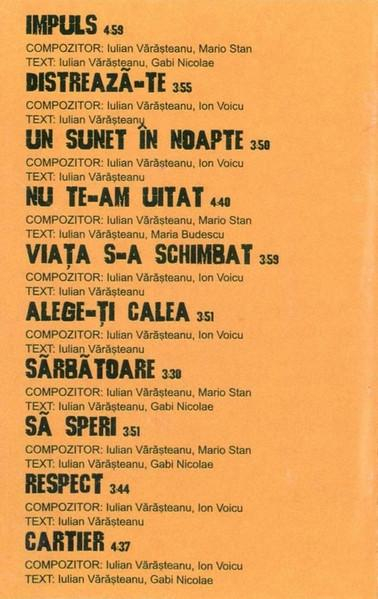 IMPULS 4:59
COMPOZITOR: Iulian Vărășteanu, Mario Stan
TEXT: Iulian Vărășteanu, Gabi Nicolae
DISTREAZĂ-TE 3:55
COMPOZITOR: Iulian Vărășteanu, Ion Voicu
TEXT: Iulian Vărășteanu
UN SUNET ÎN NOAPTE 3:50
COMPOZITOR: Iulian Vărășteanu, Ion Voicu
TEXT: Iulian Vărășteanu
NU TE-AM UITAT 4:40
COMPOZITOR: Iulian Vărășteanu, Mario Stan
TEXT: Iulian Vărășteanu, Maria Budescu
VIAȚA S-A SCHIMBAT 3:59
COMPOZITOR: Iulian Vărășteanu, Ion Voicu
TEXT: Iulian Vărășteanu
ALEGE-ȚI CALEA 3:51
COMPOZITOR: Iulian Vărășteanu, Ion Voicu
TEXT: Iulian Vărășteanu
SĂRBĂTOARE 3:30
COMPOZITOR: Iulian Vărășteanu, Mario Stan
TEXT: Iulian Vărășteanu, Gabi Nicolae
SĂ SPERI 3:51
COMPOZITOR: Iulian Vărășteanu, Mario Stan
TEXT: Iulian Vărășteanu, Gabi Nicolae
RESPECT 3:44
COMPOZITOR: Iulian Vărășteanu, Ion Voicu
TEXT: Iulian Vărășteanu
CARTIER 4:37
COMPOZITOR: Iulian Vărășteanu, Ion Voicu
TEXT: Iulian Vărășteanu, Gabi Nicolae